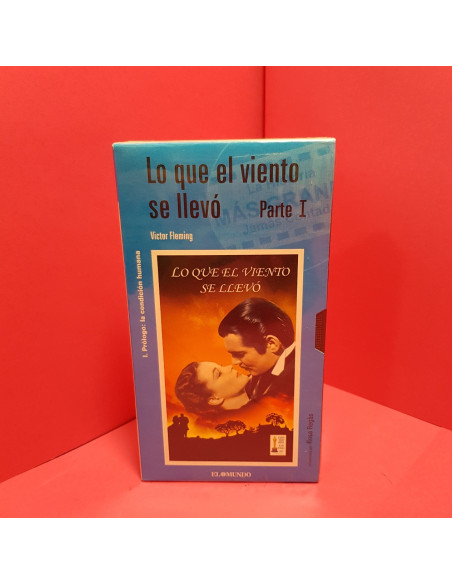 Lo que el viento
se llevó Parte I
Victor Fleming
I. Prólogo: la condición humana
LO QUE EL VIENTO
SE LLEVÓ
EL MUNDO